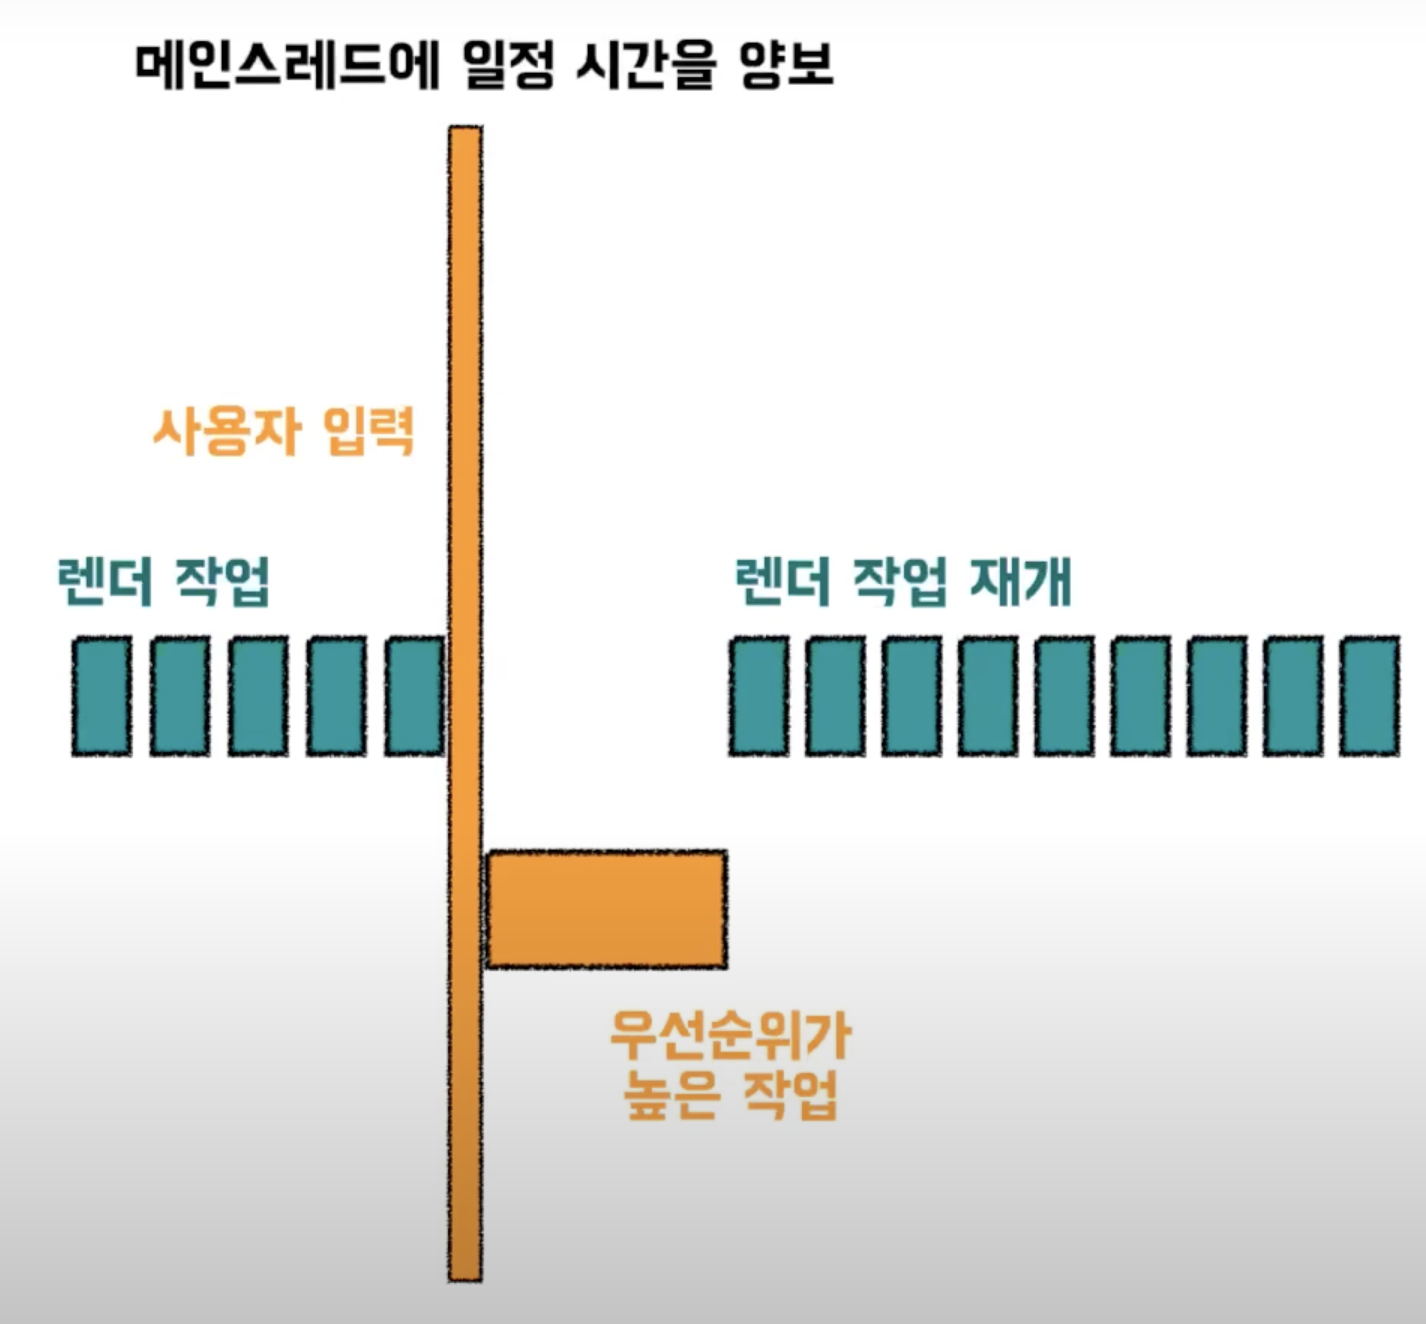 메인스레드에 일정 시간을 양보
사용자 입력
렌더 작업
렌더 작업 재개
우선순위가
높은 작업